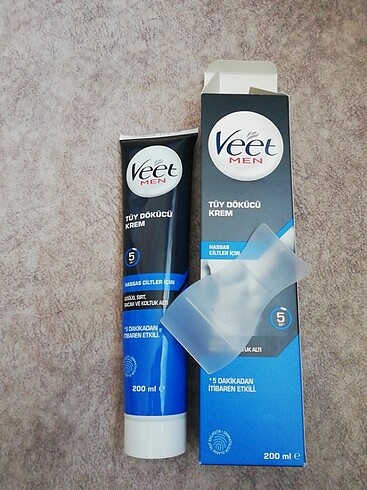 Veet
MEN
TÜY DÖKÜCÜ
KREM
5
HASSAS CİLTLER İÇİN
GÖĞÜS, SIRT,
BACAK VE KOLTUK ALTI
*5 DAKİKADAN
İTİBAREN ETKİLİ
200 ml e
Veet
MEN
TÜY DÖKÜCÜ
KREM
HASSAS
CİLTLER İÇİN
5
ALTI
*5 DAKİKADAN
İTİBAREN ETKİLİ.
200 ml e